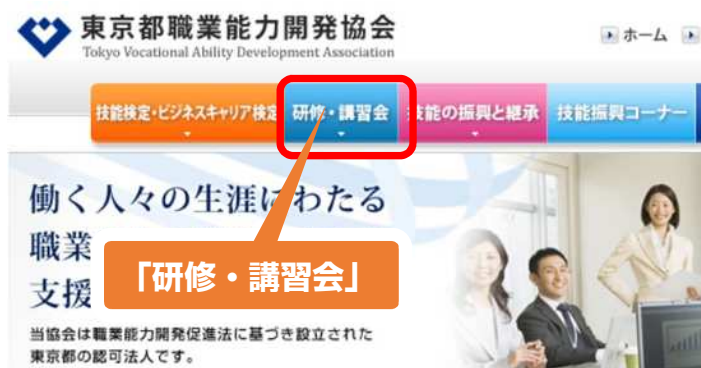 東京都職業能力開発協会
Tokyo Vocational Ability Development Association
ホーム
技能検定・ビジネスキャリア検定
研修・講習会
技能の振興と継承
技能振興コーナー
働く人々の生涯にわたる
職業
支援
「研修・講習会」
当協会は職業能力開発促進法に基づき設立された
東京都の認可法人です。